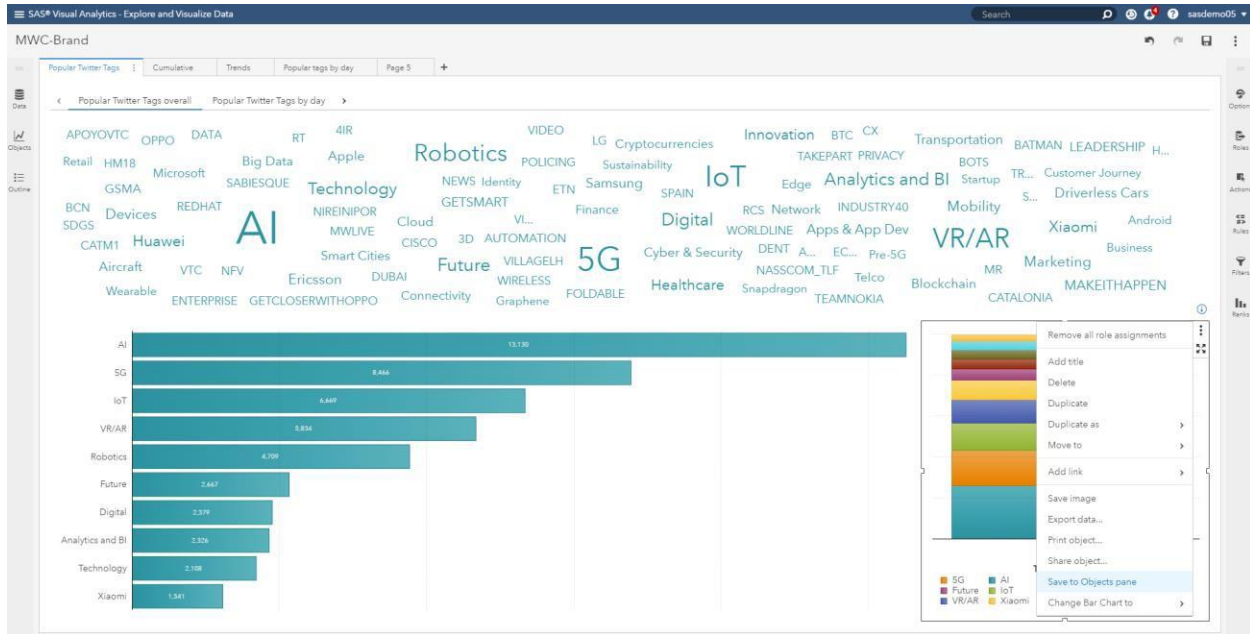 SAS® Visual Analytics - Explore and Visualize Data
Search
sasdemo05
MWC-Brand
Popular Twitter Tags
Cumulative
Trends
Popular tags by day
Page 5
+
Data
Objects
Outline
Popular Twitter Tags overall
Popular Twitter Tags by day
APOYOVTC OPPO DATA RT 4IR VIDEO LG Cryptocurrencies Innovation BTC CX Transportation BATMAN LEADERSHIP H...
Retail HM18 Microsoft Big Data Apple Robotics POLICING Sustainability TAKEPART PRIVACY BOTS TR... Customer Journey
GSMA SABIESQUE Technology NEWS Identity ETN Samsung SPAIN IoT Edge Analytics and BI Startup S... Driverless Cars
BCN Devices REDHAT NIREINIPOR Cloud GETSMART VI... Finance Digital RCS Network INDUSTRY40 Mobility Xiaomi Android
SDGS CATM1 Huawei AI MWLIVE CISCO 3D AUTOMATION WORLDLINE Apps & App Dev VR/AR Business
Aircraft VTC NFV Smart Cities Future VILLAGELH 5G Cyber & Security DENT A... EC... Pre-5G MR Marketing
Wearable Ericsson DUBAI WIRELESS Healthcare NASSCOM_TLF Telco Blockchain MAKEITHAPPEN
ENTERPRISE GETCLOSERWITHOPPO Connectivity Graphene FOLDABLE Snapdragon TEAMNOKIA CATALONIA
AI 13,130
5G 8,466
IoT 6,669
VR/AR 5,834
Robotics 4,709
Future 2,667
Digital 2,379
Analytics and BI 2,326
Technology 2,108
Xiaomi 1,541
5G AI
Future IoT
VR/AR Xiaomi
Remove all role assignments
Add title
Delete
Duplicate
Duplicate as
Move to
Add link
Save image
Export data...
Print object...
Share object...
Save to Objects pane
Change Bar Chart to
Roles
Rules
Filters
Ranks